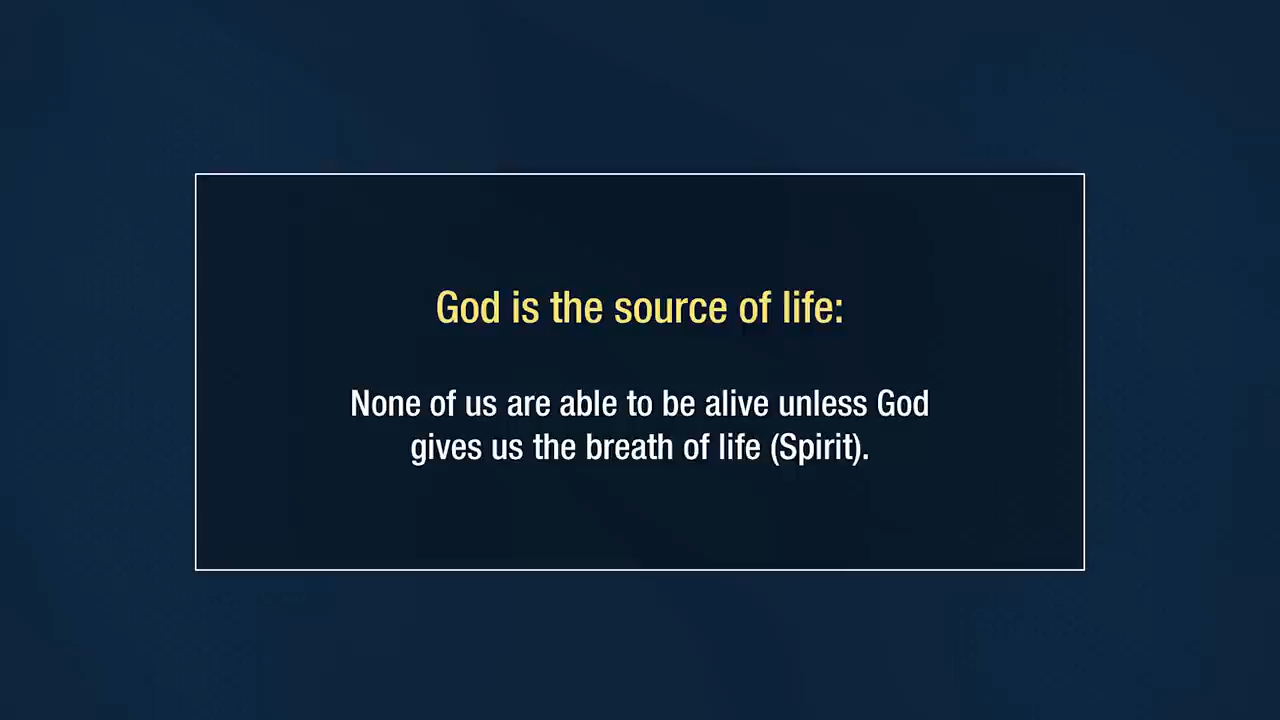 God is the source of life:
None of us are able to be alive unless God
gives us the breath of life (Spirit).